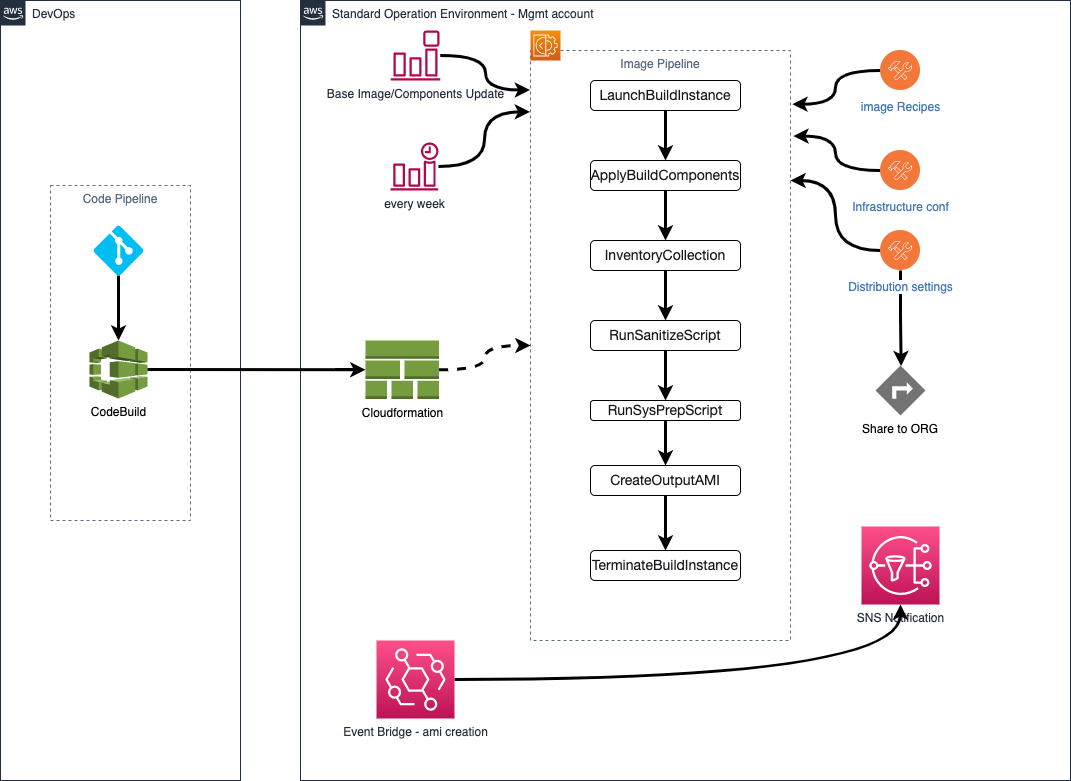 aws
DevOps
Code Pipeline
CodeBuild
aws
Standard Operation Environment - Mgmt account
Base Image/Components Update
every week
Cloudformation
Image Pipeline
LaunchBuildInstance
ApplyBuildComponents
InventoryCollection
RunSanitizeScript
RunSysPrepScript
CreateOutputAMI
TerminateBuildInstance
image Recipes
Infrastructure conf
Distribution settings
Share to ORG
SNS Notification
Event Bridge - ami creation